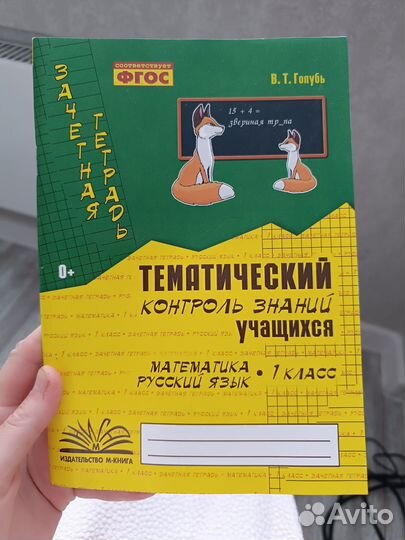 соответствует
ФГОС
В. Т. Голубь
ЗАЧЕТНАЯ
ТЕТРАДЬ
15 + 4 =
звериная тр_па
0+
ТЕМАТИЧЕСКИЙ
КОНТРОЛЬ ЗНАНИЙ
УЧАЩИХСЯ
МАТЕМАТИКА
РУССКИЙ ЯЗЫК • 1 КЛАСС
М
ИЗДАТЕЛЬСТВО М-КНИГА
Avito